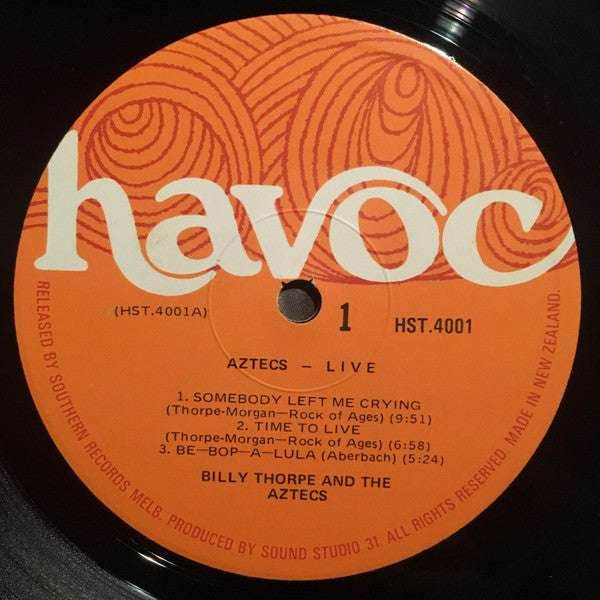 havoc
(HST.4001A)
1
HST.4001
AZTECS — LIVE
1. SOMEBODY LEFT ME CRYING
(Thorpe-Morgan—Rock of Ages) (9:51)
2. TIME TO LIVE
(Thorpe-Morgan—Rock of Ages) (6:58)
3. BE—BOP—A—LULA (Aberbach) (5:24)
BILLY THORPE AND THE
AZTECS
RELEASED BY SOUTHERN RECORDS MELB. PRODUCED BY SOUND STUDIO 31. ALL RIGHTS RESERVED. MADE IN NEW ZEALAND.